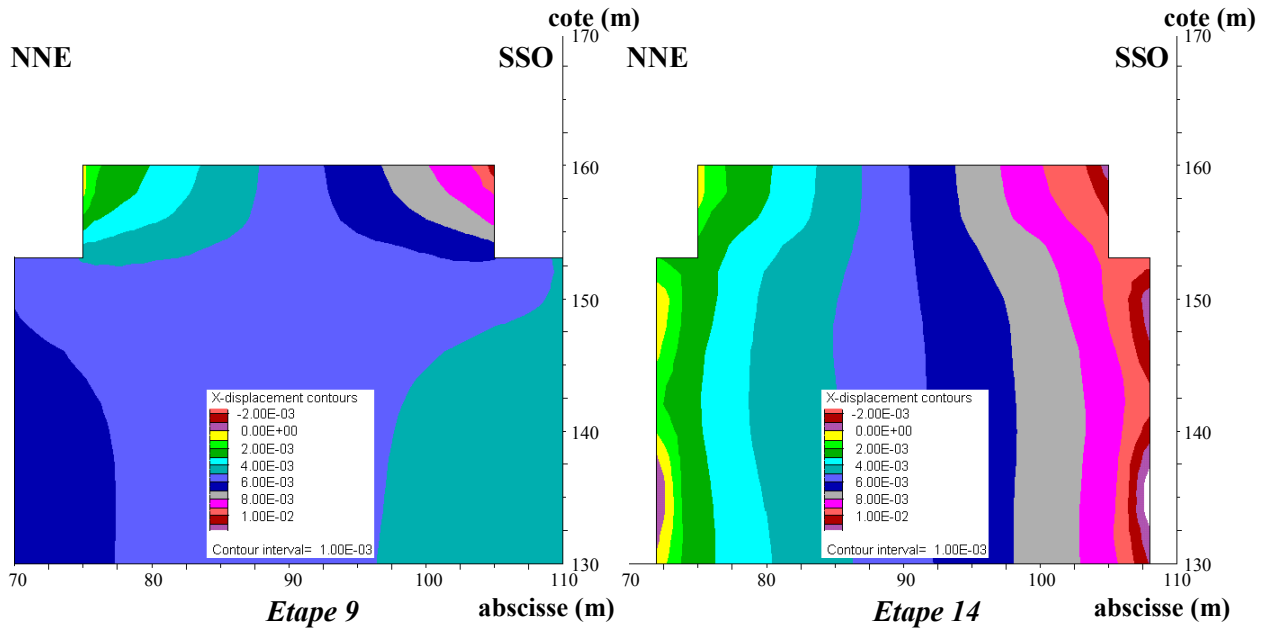 cote (m)
170
NNE
SSO
160
150
140
130
X-displacement contours
-2.00E-03
0.00E+00
2.00E-03
4.00E-03
6.00E-03
8.00E-03
1.00E-02
Contour interval= 1.00E-03
70 80 90 100 110
Etape 9
abscisse (m)
cote (m)
170
NNE
SSO
160
150
140
130
X-displacement contours
-2.00E-03
0.00E+00
2.00E-03
4.00E-03
6.00E-03
8.00E-03
1.00E-02
Contour interval= 1.00E-03
70 80 90 100 110
Etape 14
abscisse (m)